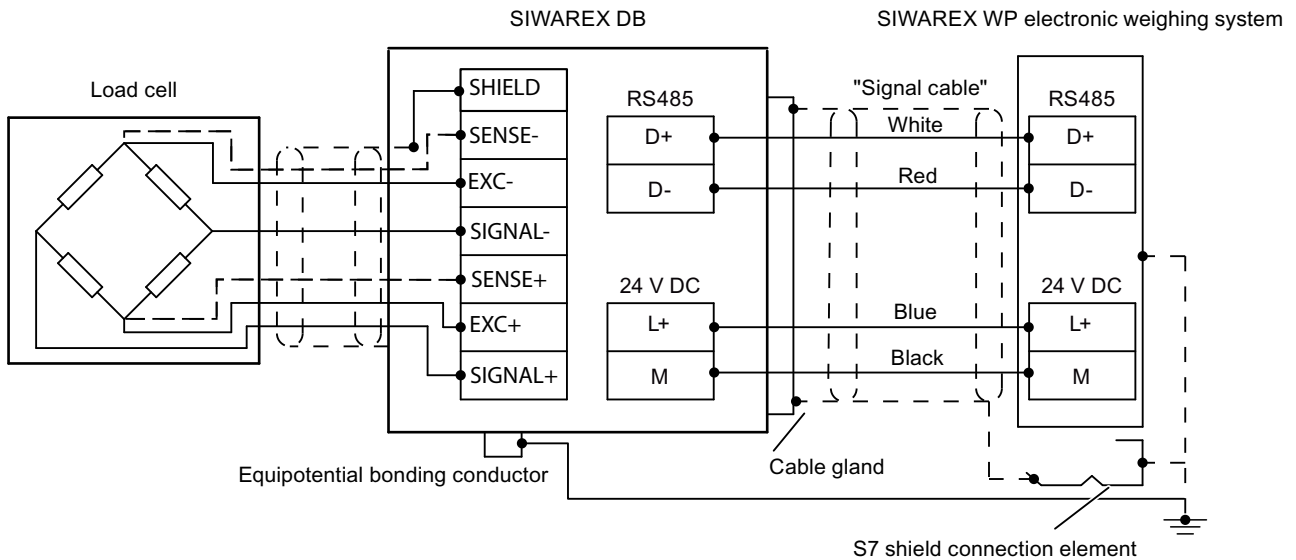 SIWAREX DB
SIWAREX WP electronic weighing system
Load cell
SHIELD
SENSE-
EXC-
SIGNAL-
SENSE+
EXC+
SIGNAL+
RS485
D+
D-
24 V DC
L+
M
"Signal cable"
White
Red
Blue
Black
RS485
D+
D-
24 V DC
L+
M
Equipotential bonding conductor
Cable gland
S7 shield connection element